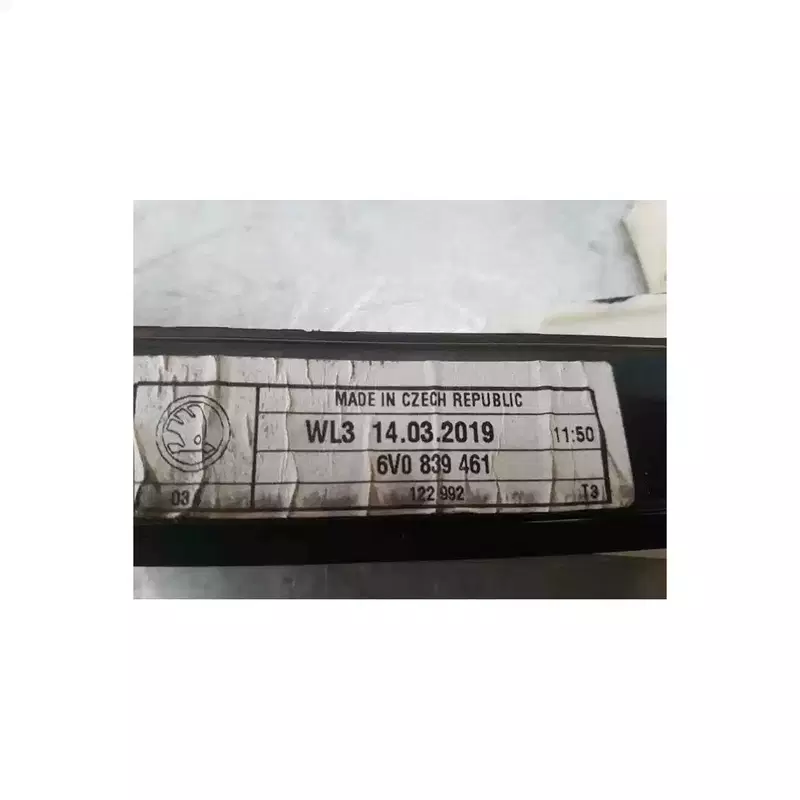 MADE IN CZECH REPUBLIC
WL3 14.03.2019 11:50
6V0 839 461
03 122 992 T3